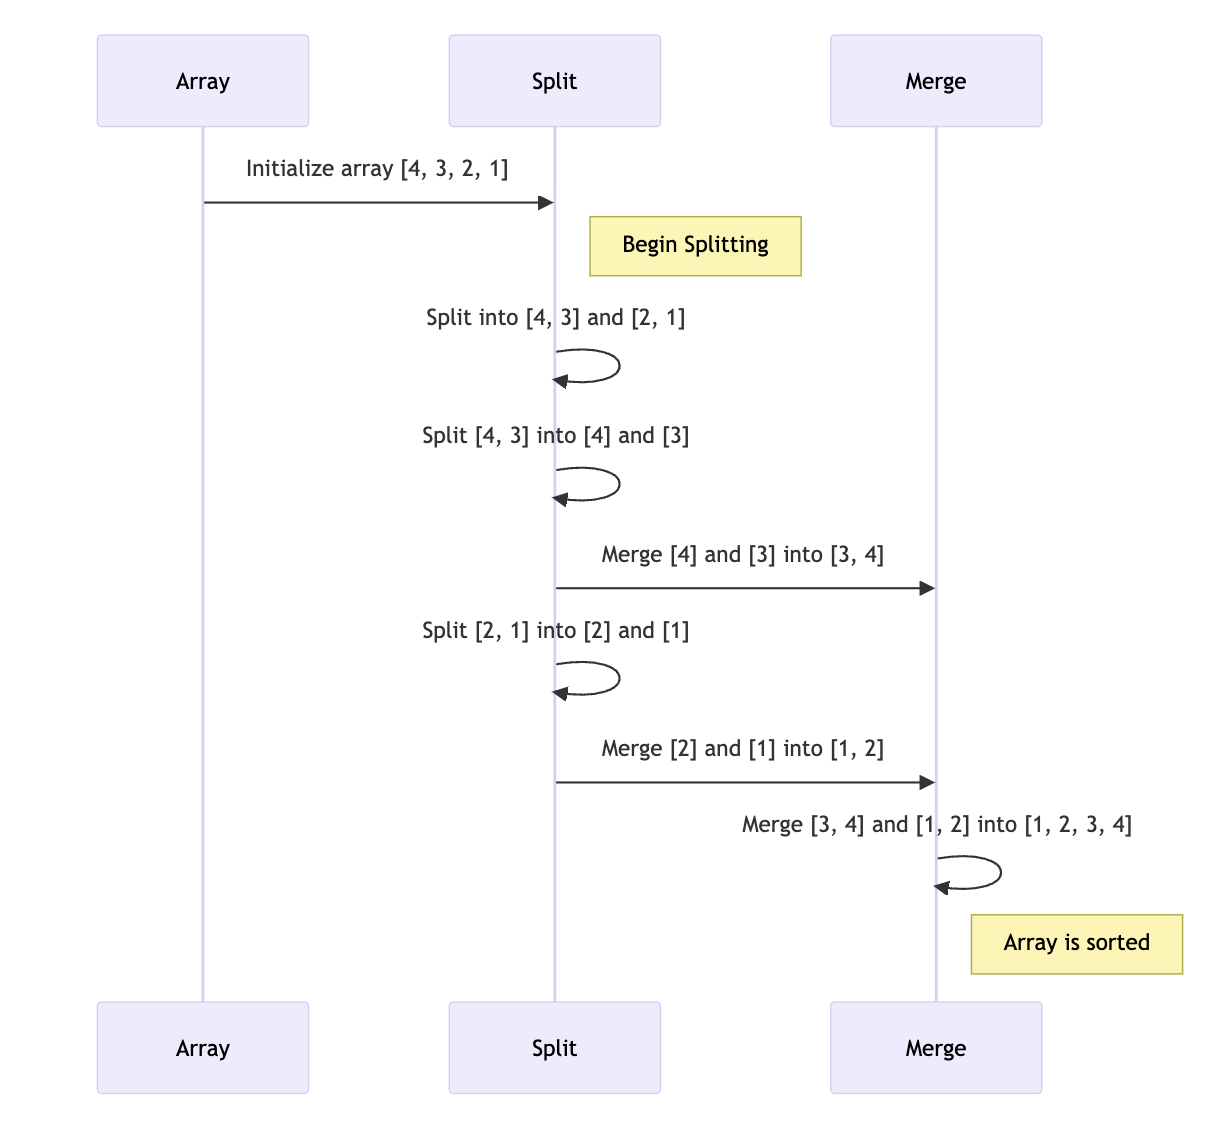 Array
Split
Merge
Initialize array [4, 3, 2, 1]
Begin Splitting
Split into [4, 3] and [2, 1]
Split [4, 3] into [4] and [3]
Merge [4] and [3] into [3, 4]
Split [2, 1] into [2] and [1]
Merge [2] and [1] into [1, 2]
Merge [3, 4] and [1, 2] into [1, 2, 3, 4]
Array is sorted
Array
Split
Merge